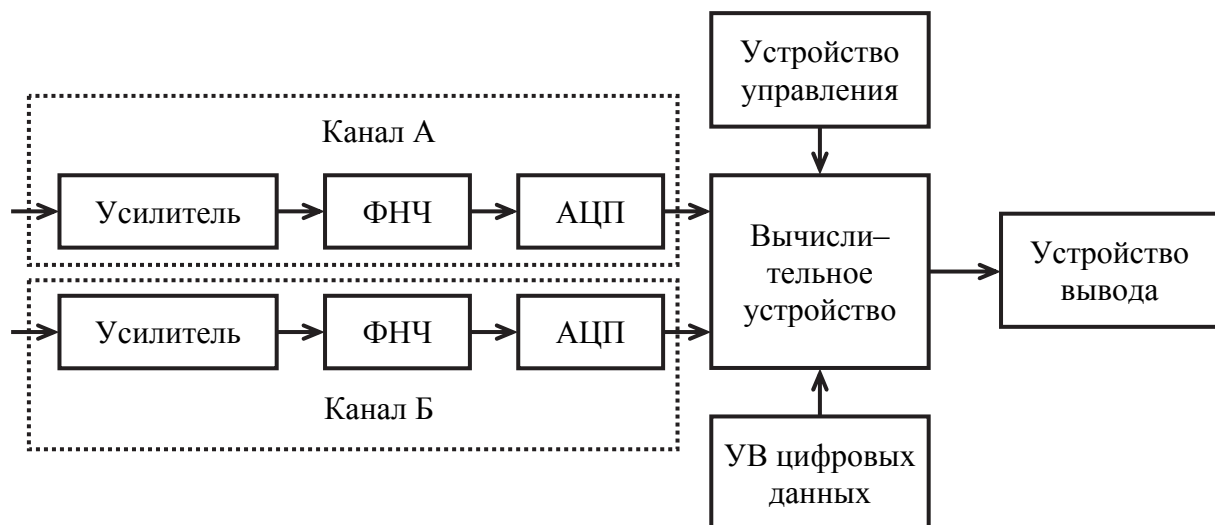 Устройство
управления
Канал А
Усилитель
ФНЧ
АЦП
Вычисли–
тельное
устройство
Устройство
вывода
Усилитель
ФНЧ
АЦП
Канал Б
УВ цифровых
данных